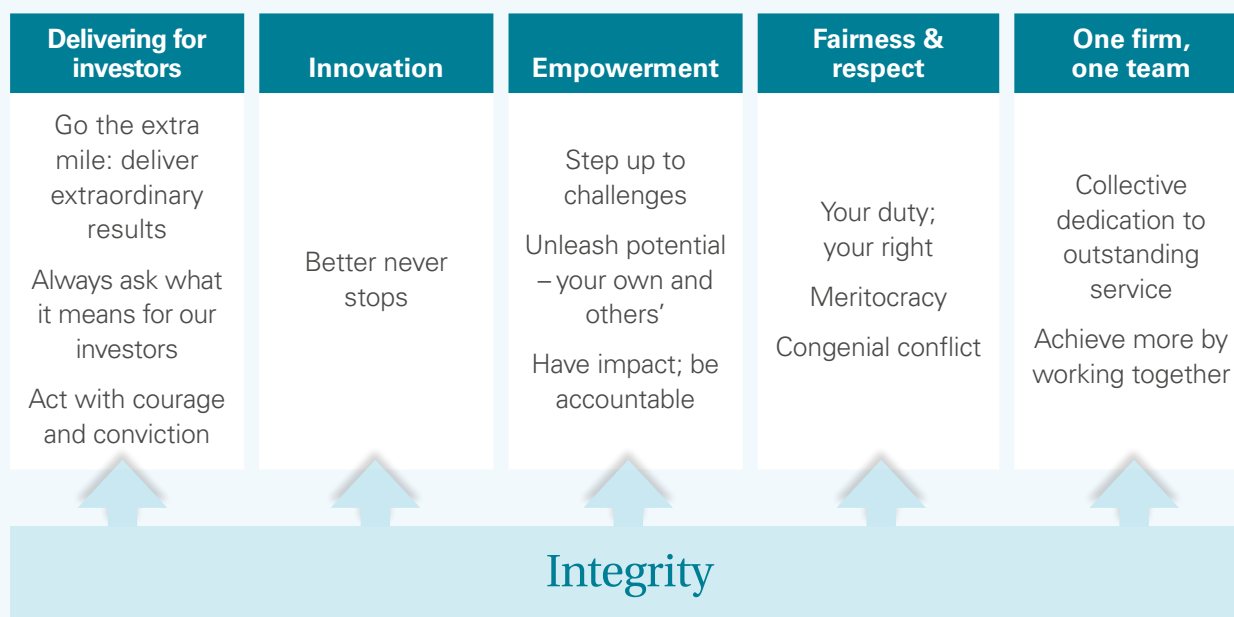 Delivering for
investors
Go the extra
mile: deliver
extraordinary
results
Always ask what
it means for our
investors
Act with courage
and conviction
Innovation
Better never
stops
Empowerment
Step up to
challenges
Unleash potential
– your own and
others’
Have impact; be
accountable
Fairness &
respect
Your duty;
your right
Meritocracy
Congenial conflict
One firm,
one team
Collective
dedication to
outstanding
service
Achieve more by
working together
Integrity